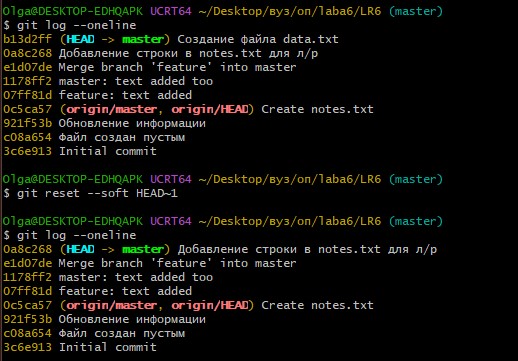 Olga@DESKTOP-EDHQAPK UCRT64 ~/Desktop/вуз/оп/laba6/LR6 (master)
$ git log --oneline
b13d2ff (HEAD -> master) Создание файла data.txt
0a8c268 Добавление строки в notes.txt для л/р
e1d07de Merge branch 'feature' into master
1178ff2 master: text added too
07ff81d feature: text added
0c5ca57 (origin/master, origin/HEAD) Create notes.txt
921f53b Обновление информации
c08a654 Файл создан пустым
3c6e913 Initial commit
Olga@DESKTOP-EDHQAPK UCRT64 ~/Desktop/вуз/оп/laba6/LR6 (master)
$ git reset --soft HEAD~1
Olga@DESKTOP-EDHQAPK UCRT64 ~/Desktop/вуз/оп/laba6/LR6 (master)
$ git log --oneline
0a8c268 (HEAD -> master) Добавление строки в notes.txt для л/р
e1d07de Merge branch 'feature' into master
1178ff2 master: text added too
07ff81d feature: text added
0c5ca57 (origin/master, origin/HEAD) Create notes.txt
921f53b Обновление информации
c08a654 Файл создан пустым
3c6e913 Initial commit